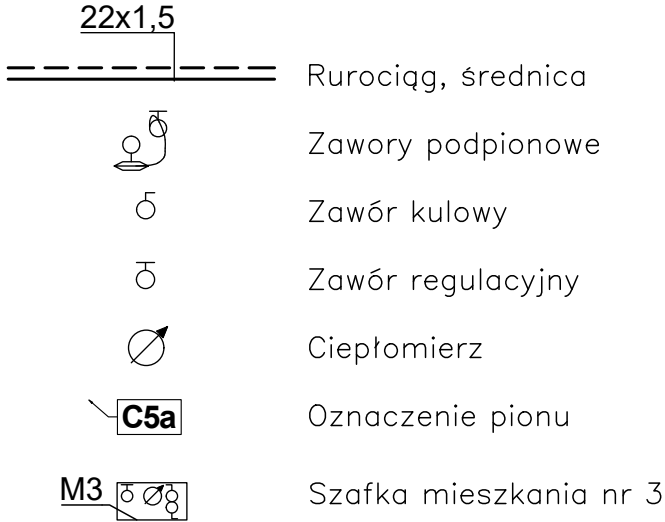 22x1,5
Rurociąg, średnica
Zawory podpionowe
Zawór kulowy
Zawór regulacyjny
Ciepłomierz
C5a Oznaczenie pionu
M3 Szafka mieszkania nr 3